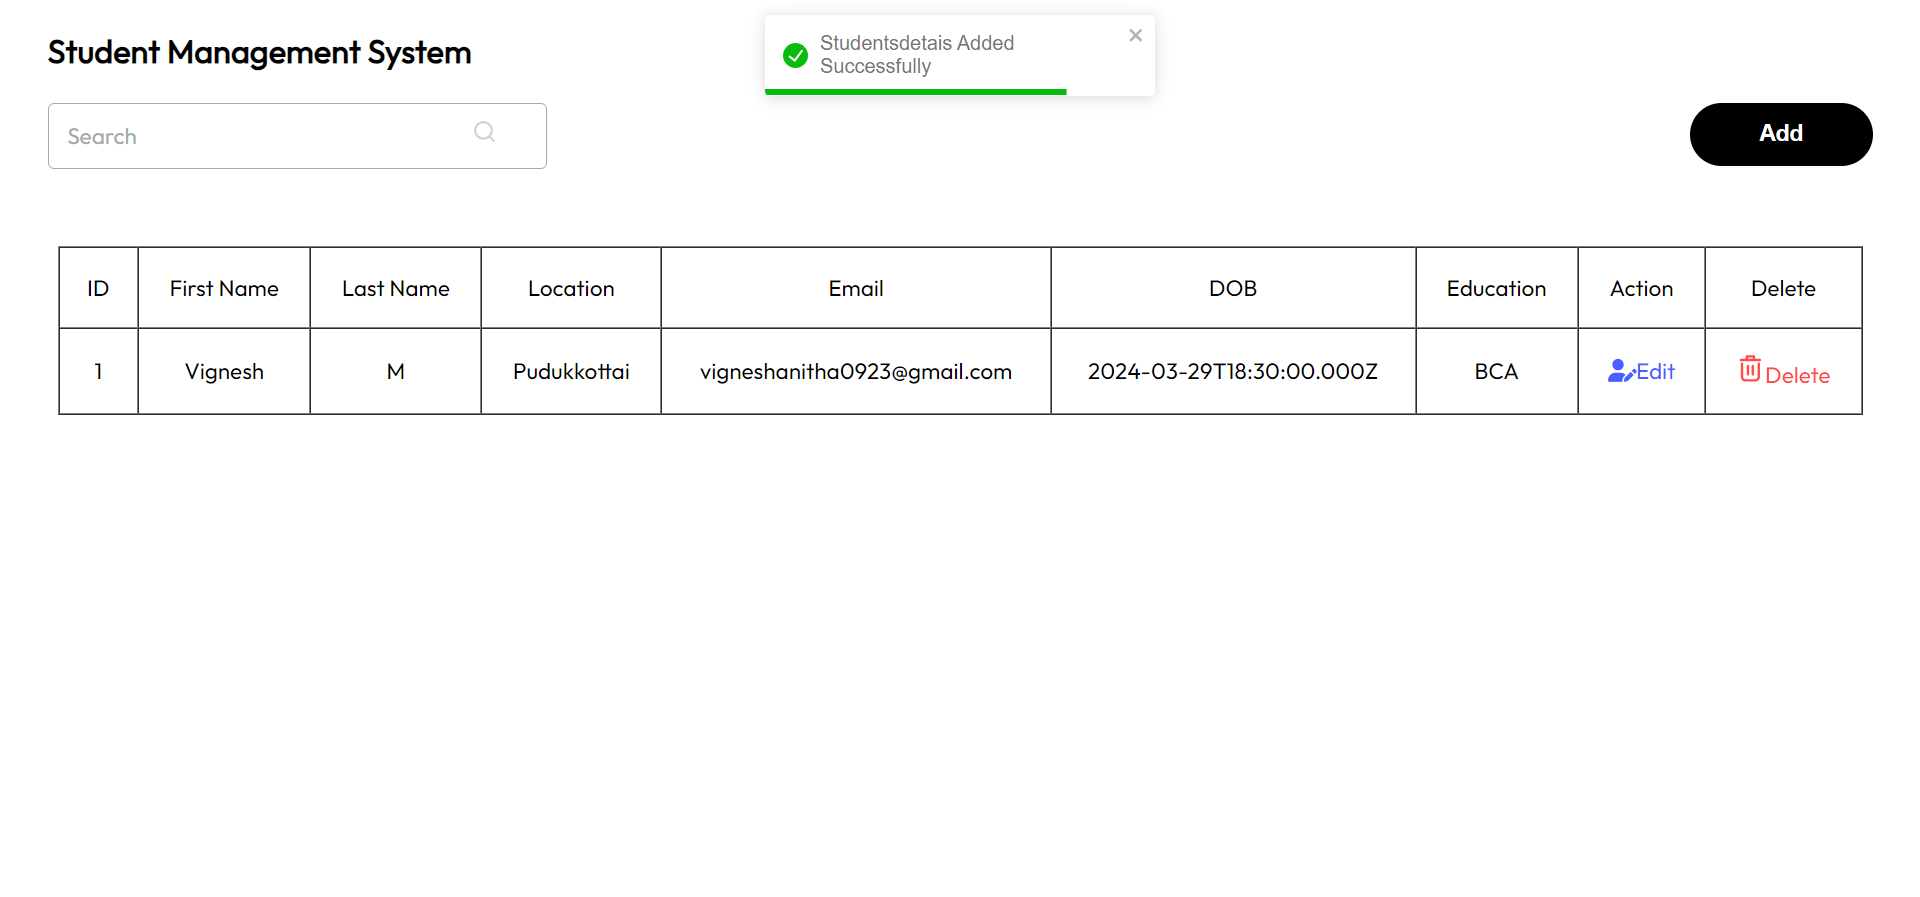 Student Management System
Studentsdetais Added
Successfully
Search
Add
ID First Name Last Name Location Email DOB Education Action Delete
1 Vignesh M Pudukkottai vigneshanitha0923@gmail.com 2024-03-29T18:30:00.000Z BCA Edit Delete